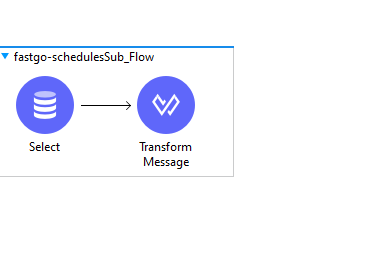 fastgo-schedulesSub_Flow
Select
Transform
Message